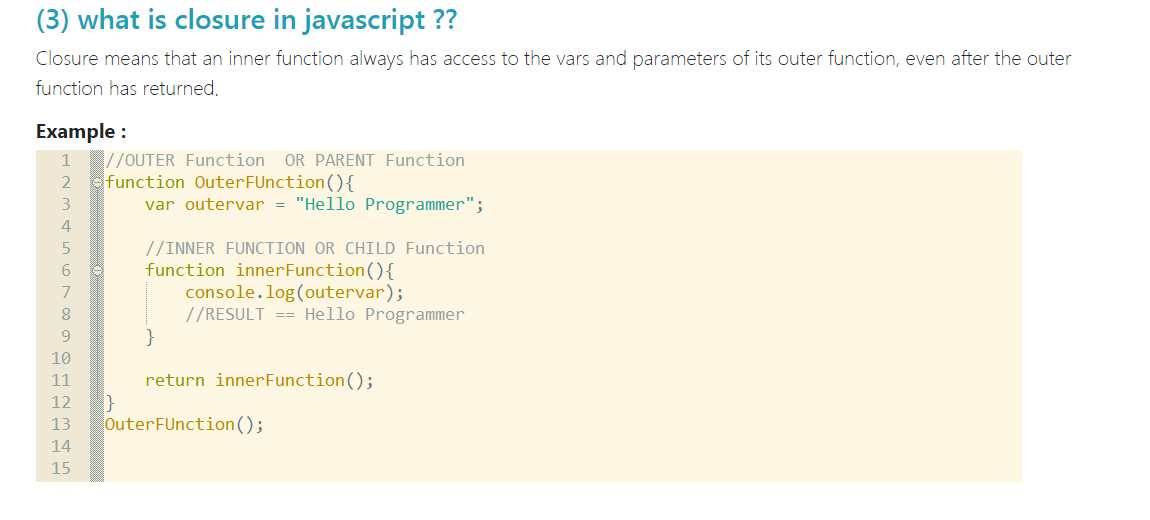 (3) what is closure in javascript ??
Closure means that an inner function always has access to the vars and parameters of its outer function, even after the outer
function has returned.
Example :
1 //OUTER Function  OR PARENT Function
2 function OuterFUnction(){
3     var outervar = "Hello Programmer";
4
5     //INNER FUNCTION OR CHILD Function
6     function innerFunction(){
7         console.log(outervar);
8         //RESULT == Hello Programmer
9     }
10
11     return innerFunction();
12 }
13 OuterFUnction();
14
15